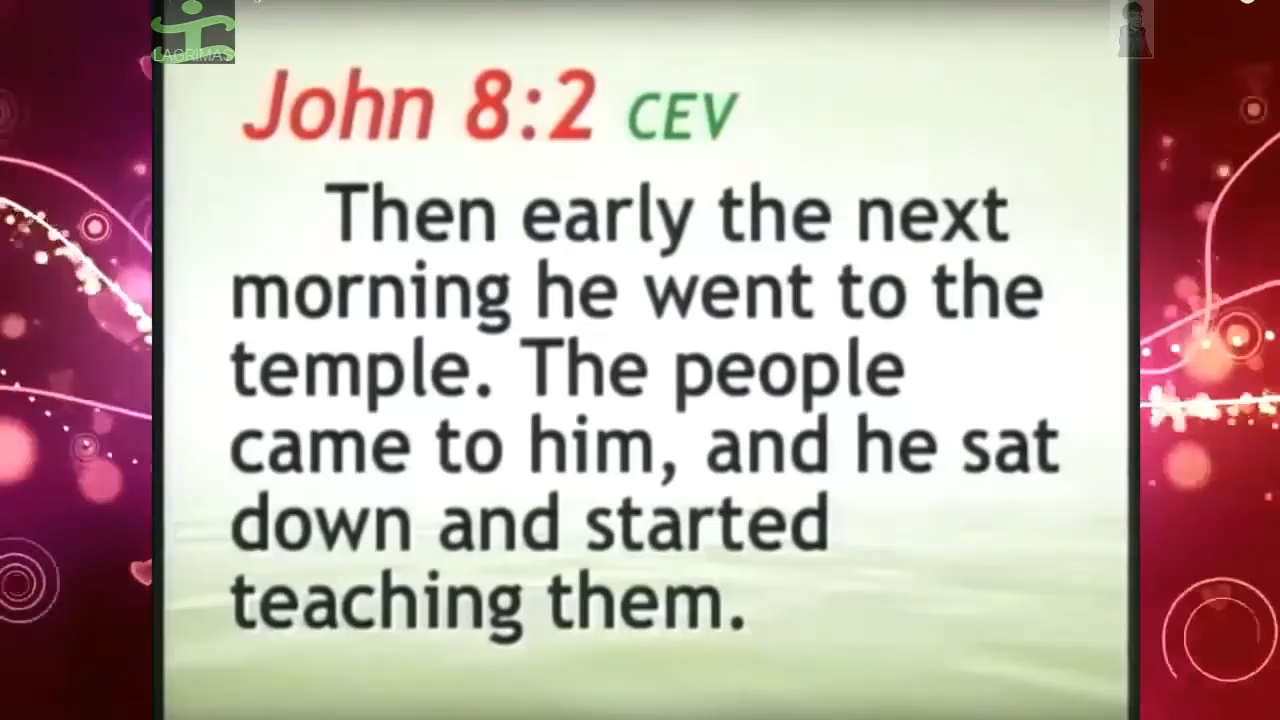 LAGRIMAS
John 8:2 CEV
Then early the next
morning he went to the
temple. The people
came to him, and he sat
down and started
teaching them.